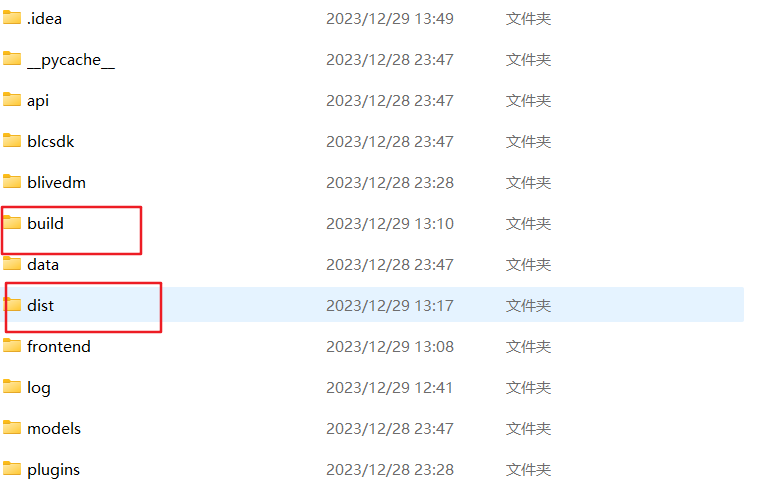 .idea 2023/12/29 13:49 文件夹
__pycache__ 2023/12/28 23:47 文件夹
api 2023/12/28 23:47 文件夹
blcsdk 2023/12/28 23:47 文件夹
blivedm 2023/12/28 23:28 文件夹
build 2023/12/29 13:10 文件夹
data 2023/12/28 23:47 文件夹
dist 2023/12/29 13:17 文件夹
frontend 2023/12/29 13:08 文件夹
log 2023/12/29 12:41 文件夹
models 2023/12/28 23:47 文件夹
plugins 2023/12/28 23:28 文件夹